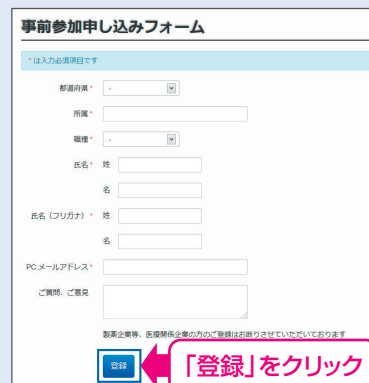 事前参加申し込みフォーム
* は入力必須項目です
都道府県 * -
所属 *
職種 * -
氏名 * 姓
名
氏名(フリガナ) * 姓
名
PC メールアドレス *
ご質問、ご意見
製薬企業等、医療関係企業の方のご登録はお断りさせていただいております
登録
「登録」をクリック